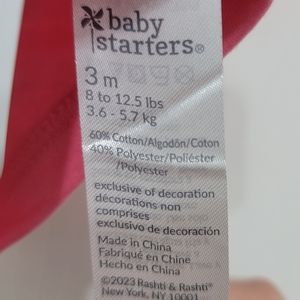 baby
starters®
3 m
8 to 12.5 lbs
3.6 - 5.7 kg
60% Cotton/Algodón/Coton
40% Polyester/Poliéster
/Polyester
exclusive of decoration
décorations non
comprises
exclusivo de decoración
Made in China
Fabriqué en Chine
Hecho en China
©2023 Rashti & Rashti®
New York, NY 10001